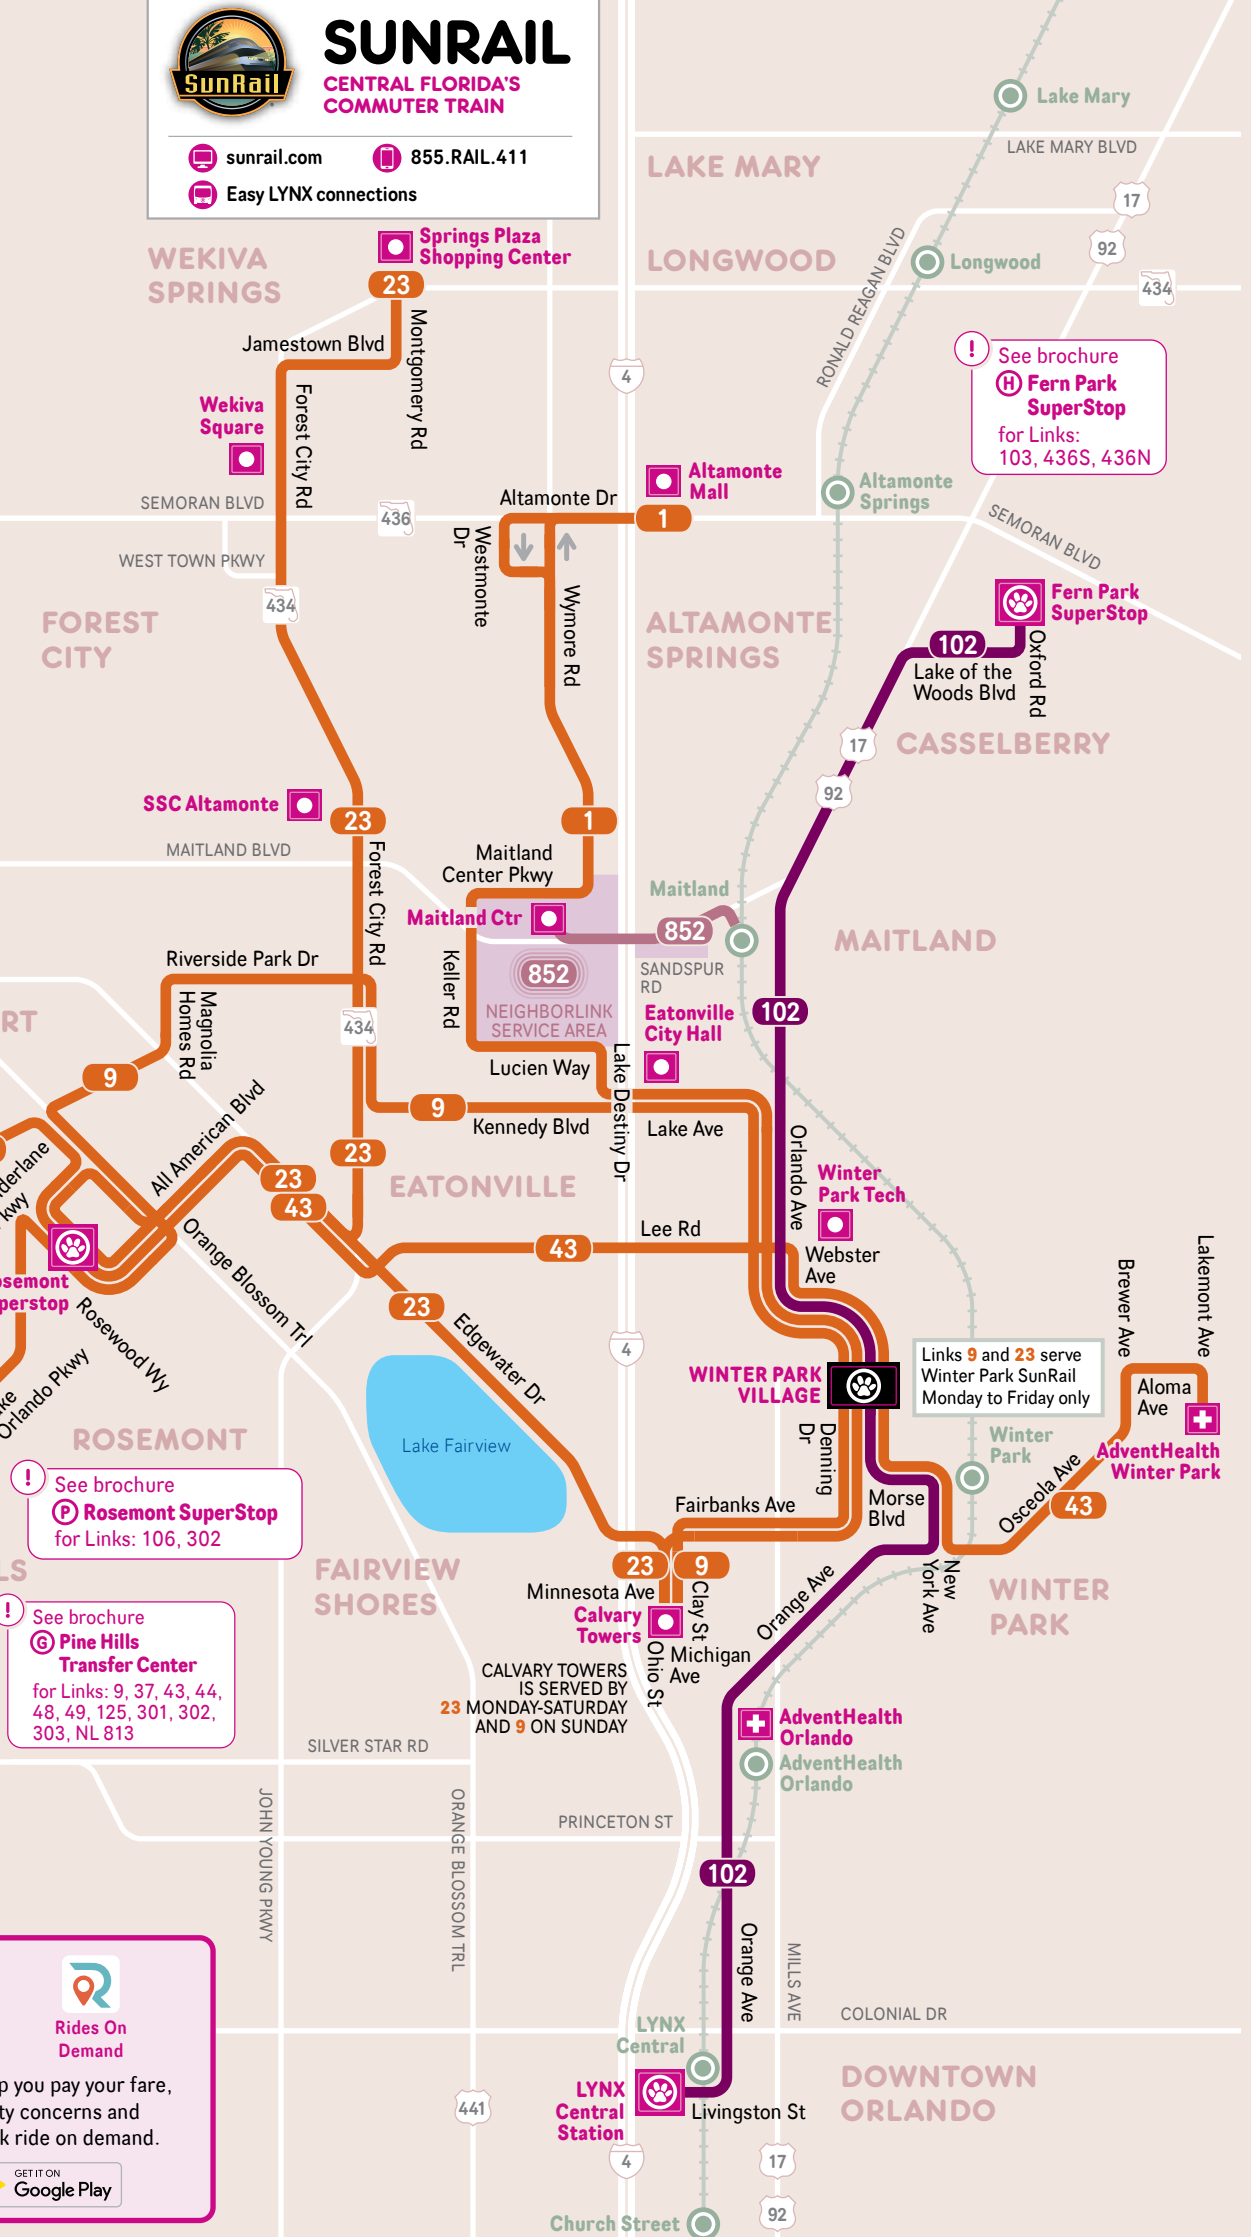 SunRail
SUNRAIL
CENTRAL FLORIDA'S
COMMUTER TRAIN
sunrail.com
855.RAIL.411
Easy LYNX connections
Lake Mary
LAKE MARY BLVD
LAKE MARY
17
92
434
RONALD REAGAN BLVD
LONGWOOD
Longwood
WEKIVA
SPRINGS
Springs Plaza
Shopping Center
23
Jamestown Blvd
Montgomery Rd
Forest City Rd
4
!
See brochure
H Fern Park
SuperStop
for Links:
103, 436S, 436N
Wekiva
Square
SEMORAN BLVD
436
WEST TOWN PKWY
434
Altamonte
Mall
Altamonte Dr
1
Westmonte
Dr
Wymore Rd
Altamonte
Springs
SEMORAN BLVD
Fern Park
SuperStop
102
Oxford Rd
Lake of the
Woods Blvd
FOREST
CITY
ALTAMONTE
SPRINGS
17
92
CASSELBERRY
SSC Altamonte
23
1
MAITLAND BLVD
Forest City Rd
Maitland
Center Pkwy
Maitland
Maitland Ctr
852
MAITLAND
Riverside Park Dr
Keller Rd
852
NEIGHBORLINK
SERVICE AREA
SANDSPUR
RD
Magnolia
Homes Rd
RT
434
Eatonville
City Hall
102
9
Lucien Way
Lake Destiny Dr
9
Kennedy Blvd
Lake Ave
All American Blvd
23
Orlando Ave
derlane
kwy
23
43
EATONVILLE
Winter
Park Tech
Lee Rd
43
Webster
Ave
osemont
perstop
Orange Blossom Trl
Rosewood Wy
23
Edgewater Dr
4
Brewer Ave
Lakemont Ave
ke
Orlando Pkwy
WINTER PARK
VILLAGE
Links 9 and 23 serve
Winter Park SunRail
Monday to Friday only
Aloma
Ave
Denning
Dr
ROSEMONT
Lake Fairview
Winter
Park
AdventHealth
Winter Park
!
See brochure
P Rosemont SuperStop
for Links: 106, 302
Fairbanks Ave
Morse
Blvd
Osceola Ave
43
LS
FAIRVIEW
SHORES
23
9
Minnesota Ave
Clay St
Calvary
Towers
Ohio St
Michigan
Ave
Orange Ave
New
York Ave
WINTER
PARK
!
See brochure
G Pine Hills
Transfer Center
for Links: 9, 37, 43, 44,
48, 49, 125, 301, 302,
303, NL 813
CALVARY TOWERS
IS SERVED BY
23 MONDAY-SATURDAY
AND 9 ON SUNDAY
AdventHealth
Orlando
AdventHealth
Orlando
SILVER STAR RD
JOHN YOUNG PKWY
ORANGE BLOSSOM TRL
PRINCETON ST
102
Orange Ave
MILLS AVE
COLONIAL DR
Rides On
Demand
p you pay your fare,
ty concerns and
k ride on demand.
GET IT ON
Google Play
LYNX
Central
LYNX
Central
Station
Livingston St
DOWNTOWN
ORLANDO
441
4
17
92
Church Street